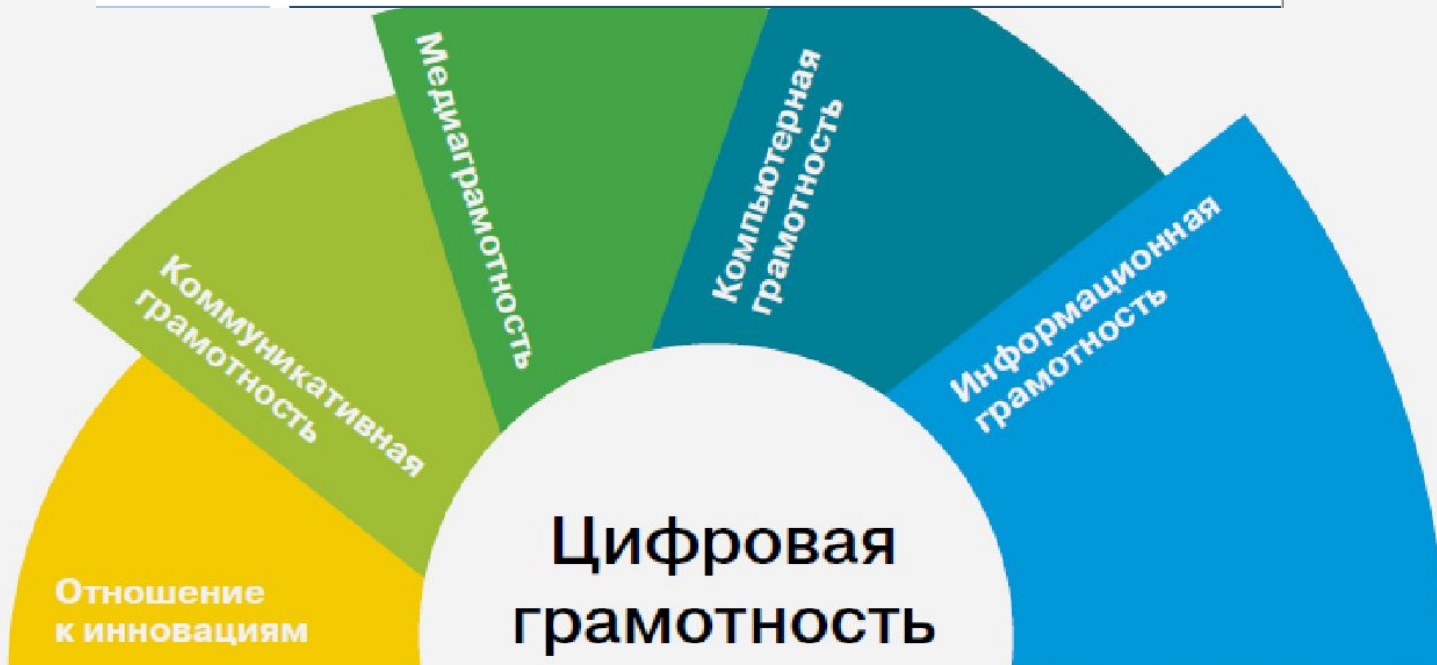 Отношение
к инновациям
Коммуникативная
грамотность
Медиаграмотность
Компьютерная
грамотность
Информационная
грамотность
Цифровая
грамотность